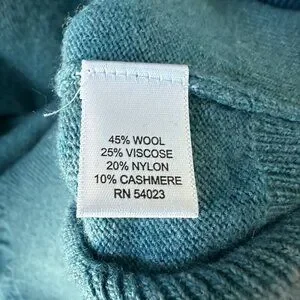 45% WOOL
25% VISCOSE
20% NYLON
10% CASHMERE
RN 54023